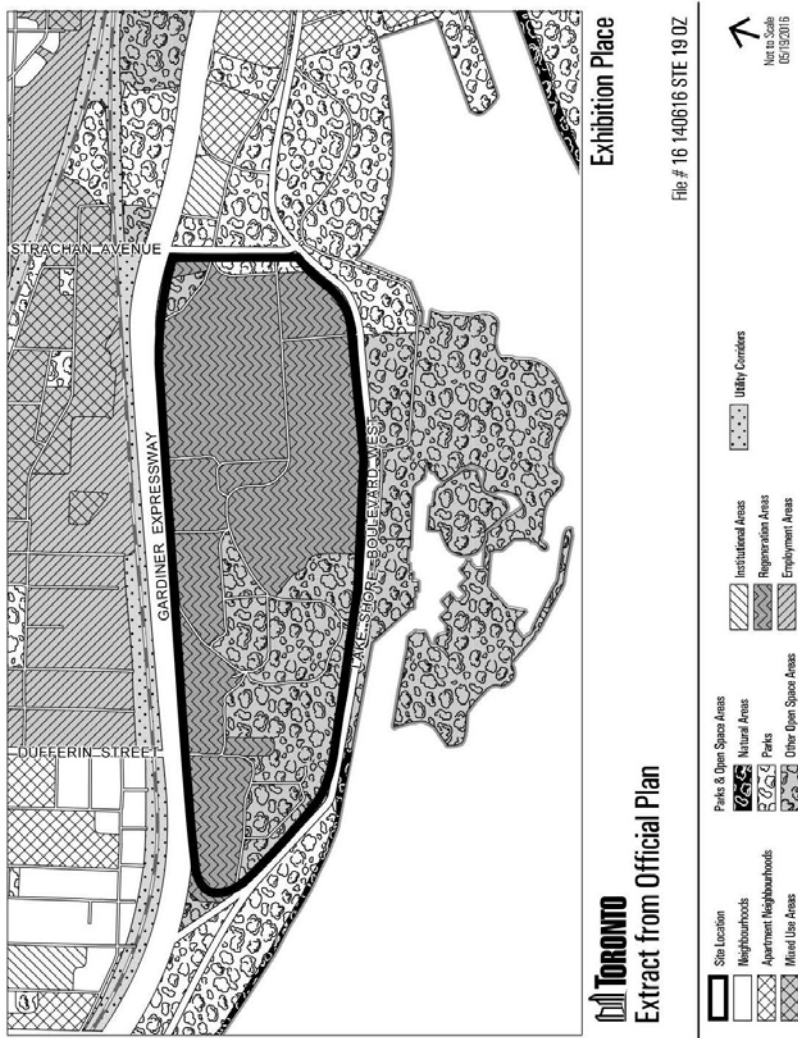 STRACHAN AVENUE
GARDINER EXPRESSWAY
LAKE SHORE BOULEVARD WEST
DUFFERIN STREET
TORONTO
Extract from Official Plan
Exhibition Place
File # 16 140616 STE 19 OZ
Site Location
Neighbourhoods
Apartment Neighbourhoods
Mixed Use Areas
Parks & Open Space Areas
Natural Areas
Parks
Other Open Space Areas
Institutional Areas
Regeneration Areas
Employment Areas
Utility Corridors
Not to Scale
05/19/2016